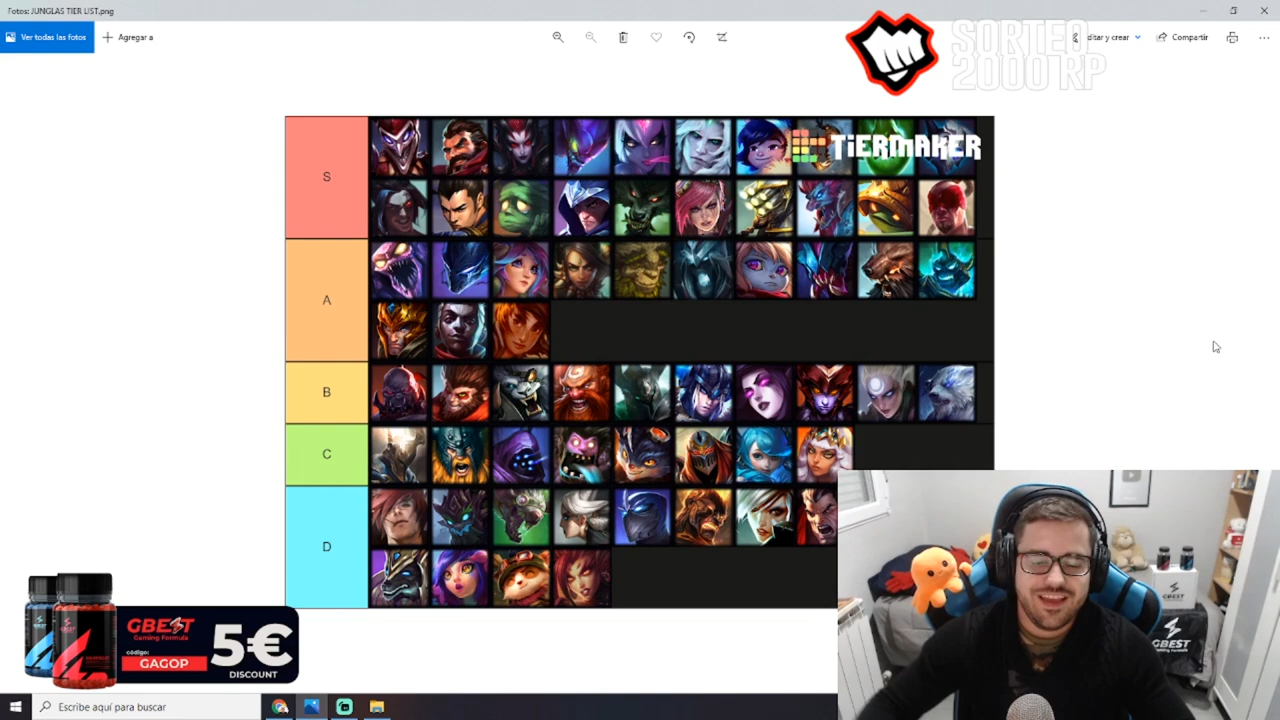 Fotos: JUNGLAS TIER LIST.png
Ver todas las fotos
Agregar a
ditar y crear
Compartir
SORTEO
2000 RP
TiERMAKER
S
A
B
C
D
GBEST
Gaming Formula
código:
GAGOP
5€
DISCOUNT
GBEST
GBEST
Escribe aquí para buscar